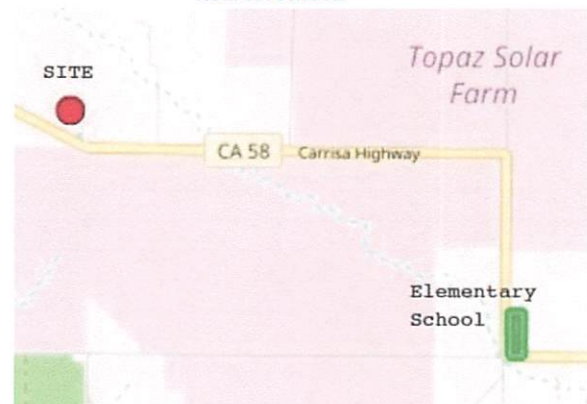 Topaz Solar
Farm
SITE
CA 58
Carrisa Highway
Elementary
School